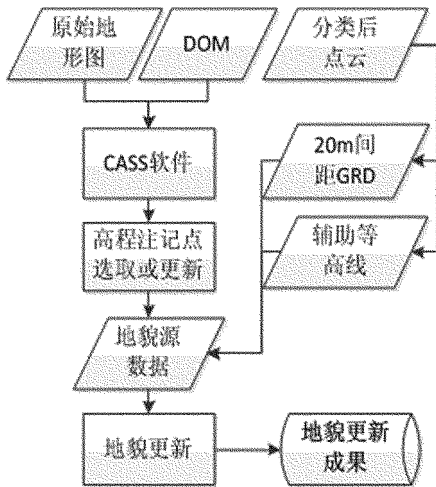 原始地
形图
DOM
分类后
点云
CASS软件
20m间
距GRD
高程注记点
选取或更新
辅助等
高线
地貌源
数据
地貌更新
地貌更新
成果